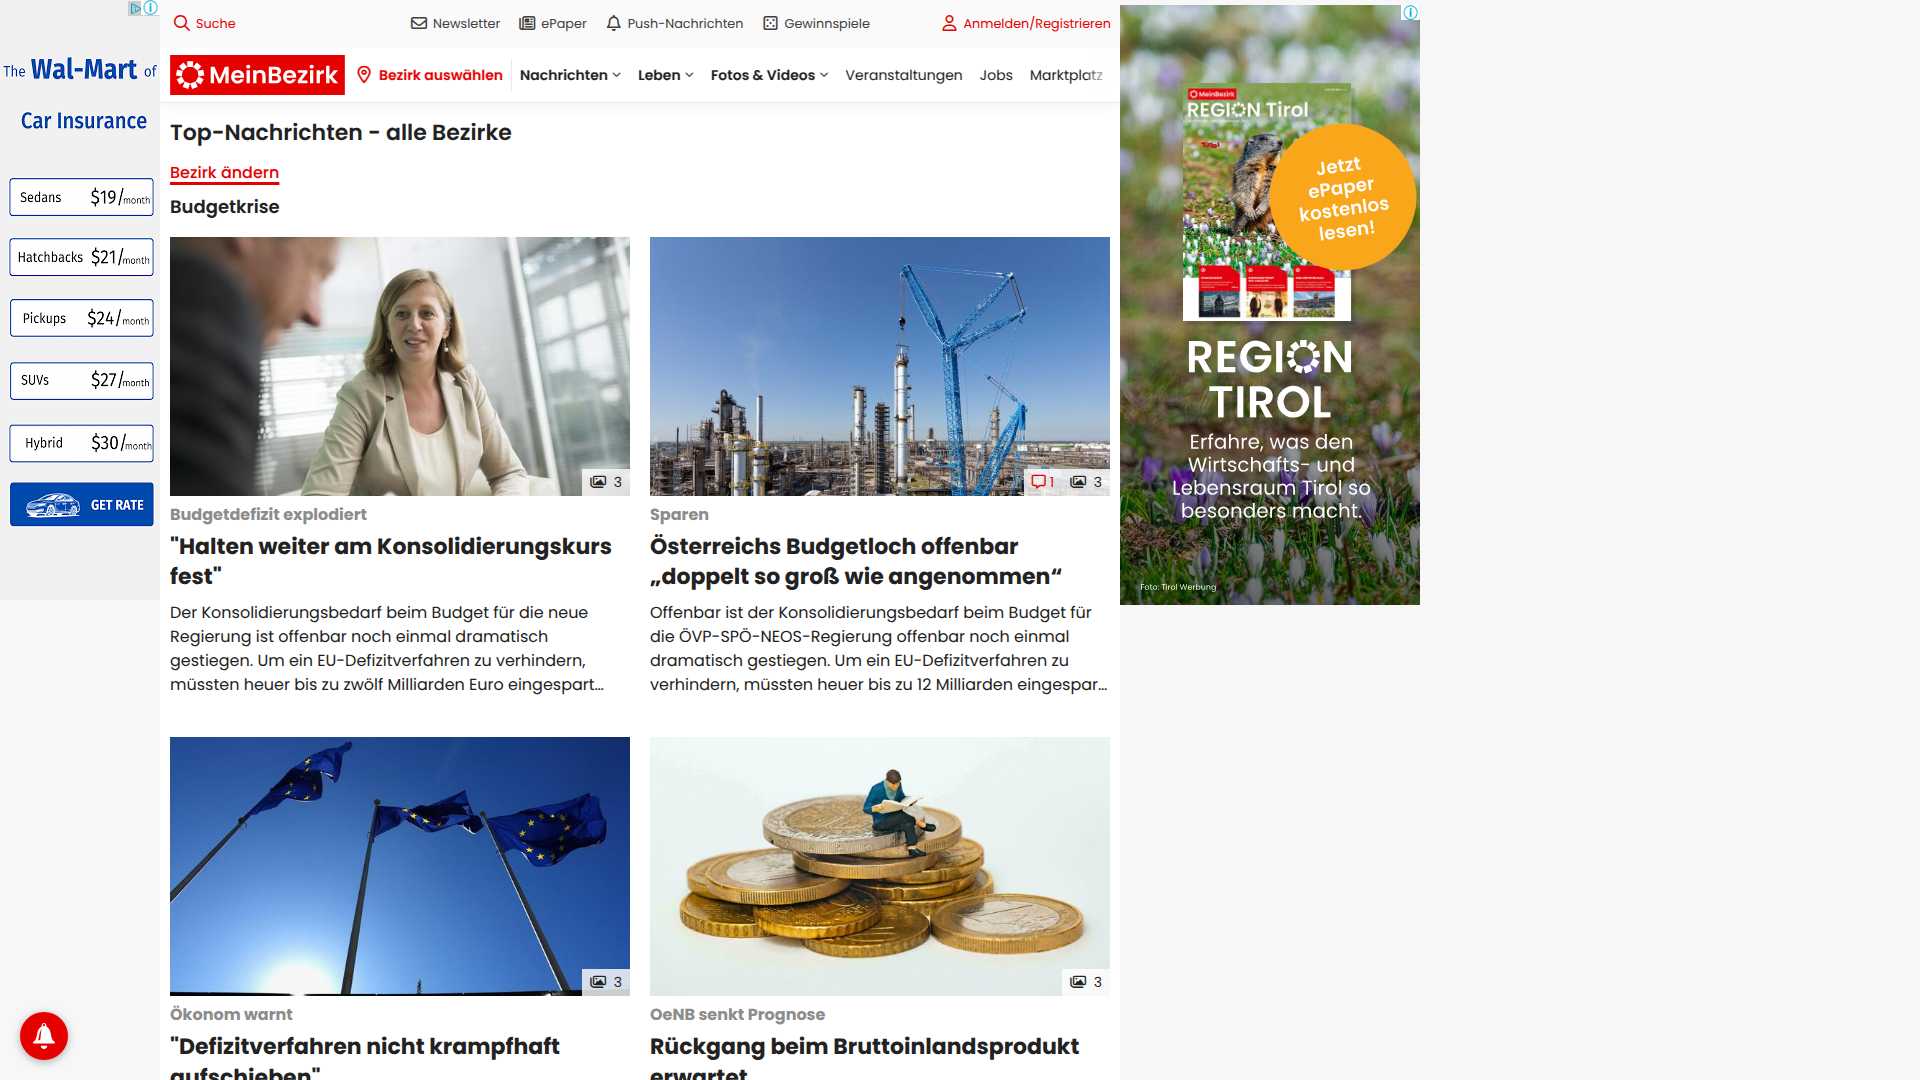 Suche
Newsletter
ePaper
Push-Nachrichten
Gewinnspiele
Anmelden/Registrieren
MeinBezirk
Bezirk auswählen
Nachrichten
Leben
Fotos & Videos
Veranstaltungen
Jobs
Marktplatz
The Wal-Mart of
Car Insurance
Sedans $19/month
Hatchbacks $21/month
Pickups $24/month
SUVs $27/month
Hybrid $30/month
GET RATE
Top-Nachrichten - alle Bezirke
Bezirk ändern
Budgetkrise
3
Budgetdefizit explodiert
"Halten weiter am Konsolidierungskurs
fest"
Der Konsolidierungsbedarf beim Budget für die neue
Regierung ist offenbar noch einmal dramatisch
gestiegen. Um ein EU-Defizitverfahren zu verhindern,
müssten heuer bis zu zwölf Milliarden Euro eingespart...
1
3
Sparen
Österreichs Budgetloch offenbar
„doppelt so groß wie angenommen“
Offenbar ist der Konsolidierungsbedarf beim Budget für
die ÖVP-SPÖ-NEOS-Regierung offenbar noch einmal
dramatisch gestiegen. Um ein EU-Defizitverfahren zu
verhindern, müssten heuer bis zu 12 Milliarden eingespar...
3
Ökonom warnt
"Defizitverfahren nicht krampfhaft
aufschieben"
3
OeNB senkt Prognose
Rückgang beim Bruttoinlandsprodukt
erwartet
MeinBezirk
REGION Tirol
Jetzt
ePaper
kostenlos
lesen!
REGION
TIROL
Erfahre, was den
Wirtschafts- und
Lebensraum Tirol so
besonders macht.
Foto: Tirol Werbung